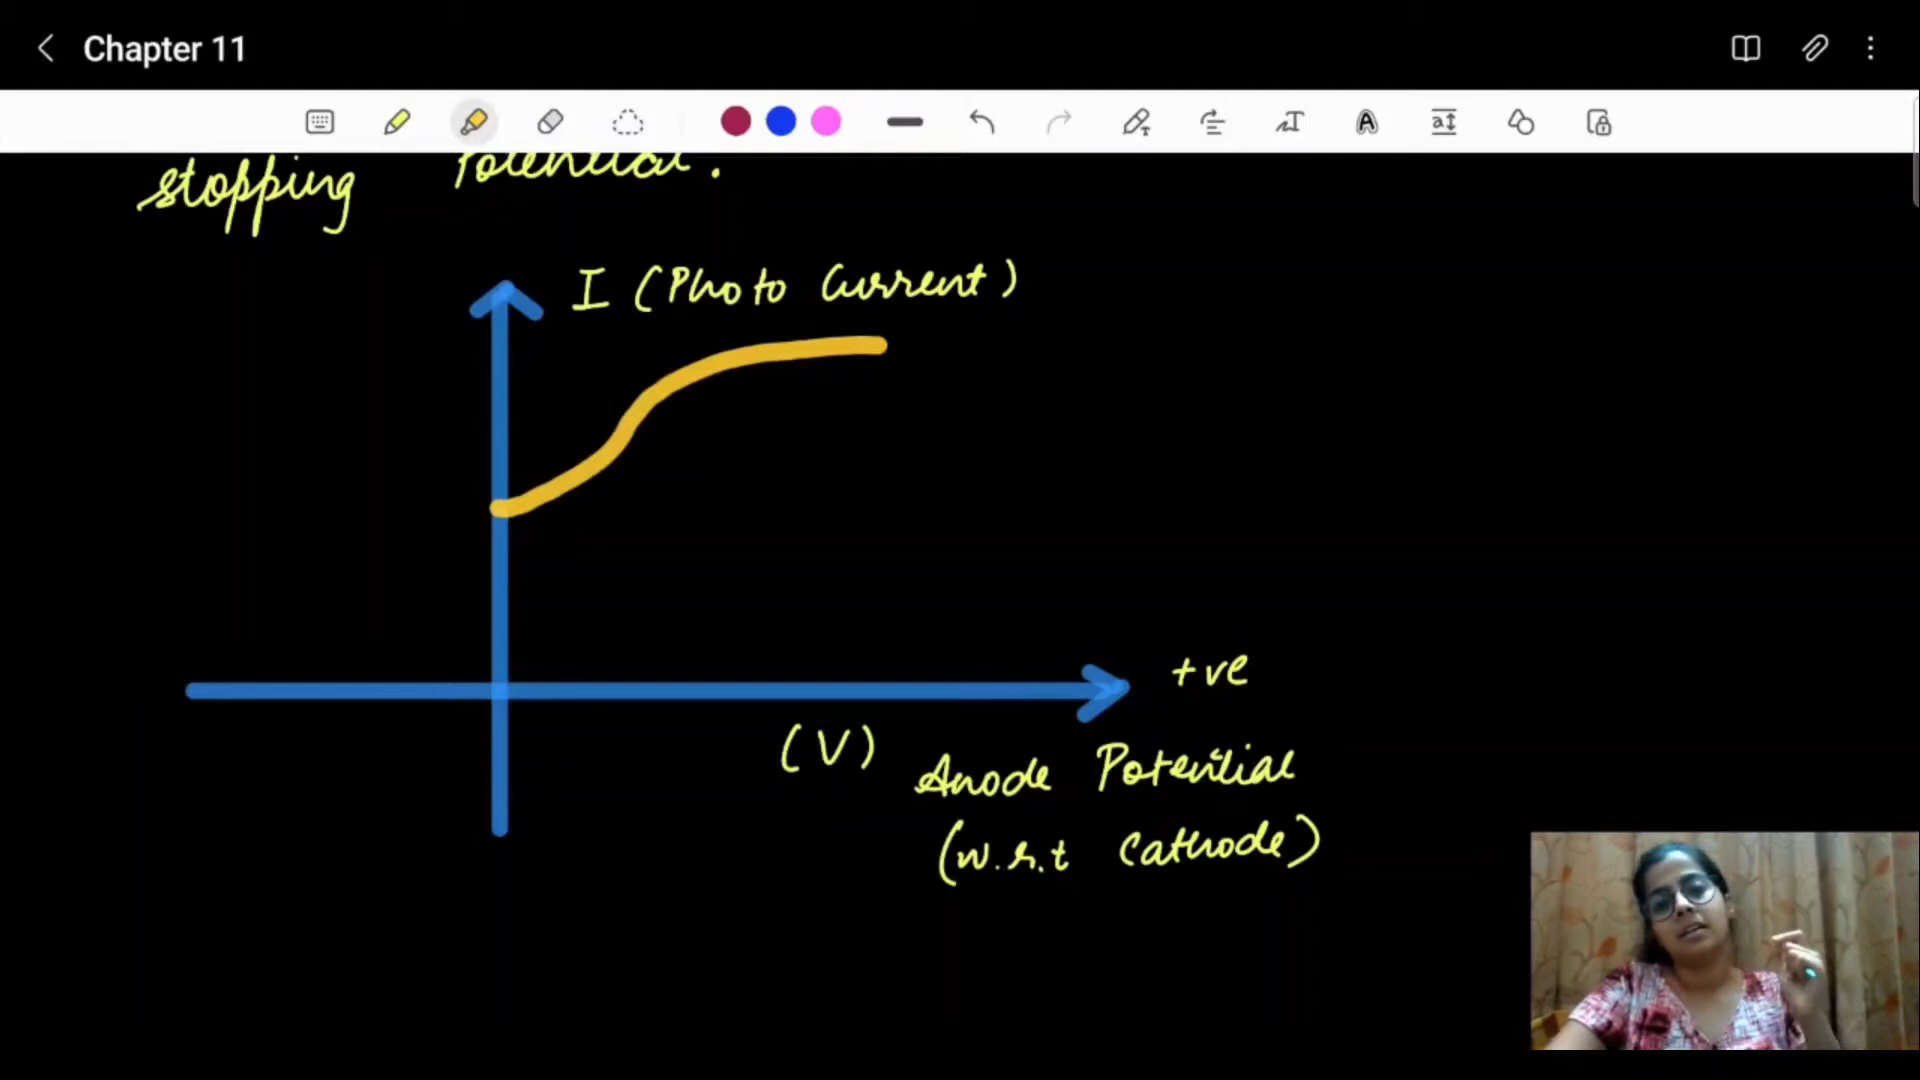 Chapter 11
stopping Potential.
I (Photo Current)
+ve
(V) Anode Potential
(w.r.t Cathode)